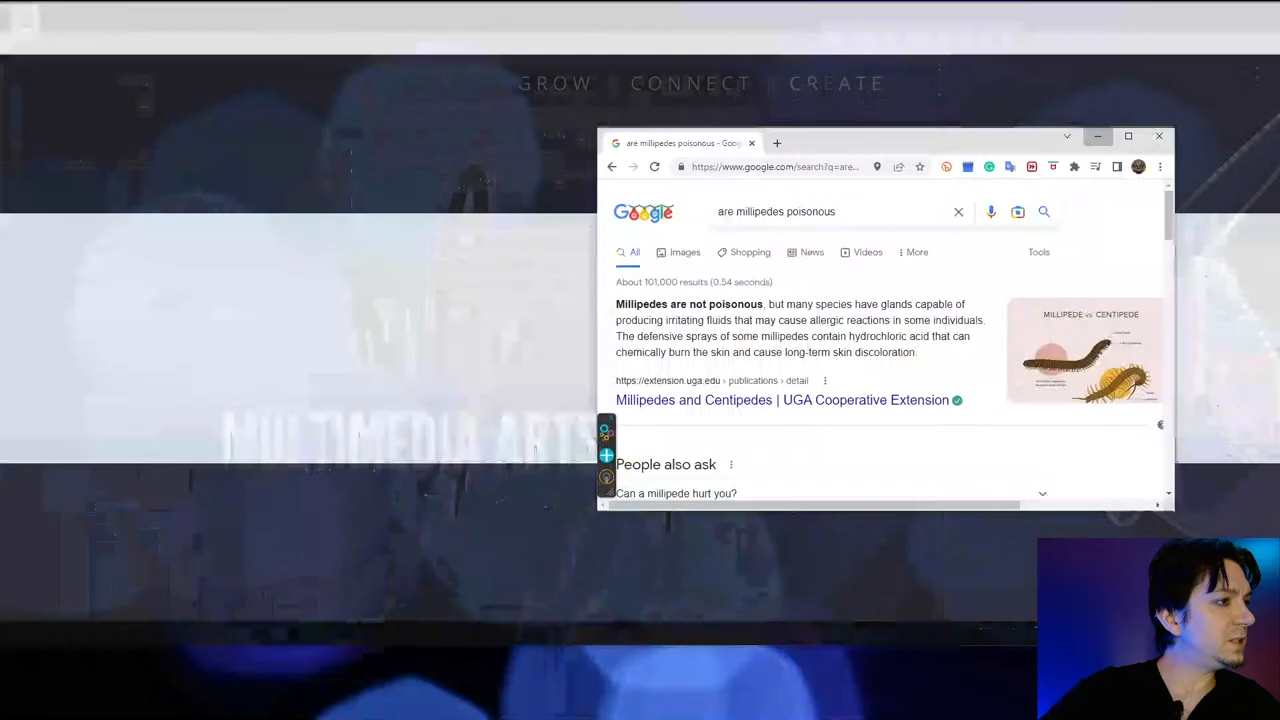 GROW | CONNECT | CREATE
are millipedes poisonous - Goog
https://www.google.com/search?q=are...
Google
are millipedes poisonous
All
Images
Shopping
News
Videos
More
Tools
About 101,000 results (0.54 seconds)
Millipedes are not poisonous, but many species have glands capable of
producing irritating fluids that may cause allergic reactions in some individuals.
The defensive sprays of some millipedes contain hydrochloric acid that can
chemically burn the skin and cause long-term skin discoloration.
MILLIPEDE vs CENTIPEDE
https://extension.uga.edu › publications › detail
Millipedes and Centipedes | UGA Cooperative Extension
MULTIMEDIA ARTS
People also ask
Can a millipede hurt you?